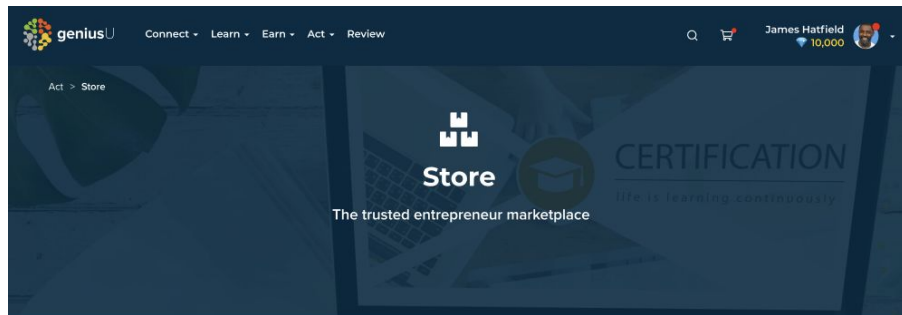 geniusU
Connect Learn Earn Act Review
James Hatfield
10,000
Act > Store
Store
The trusted entrepreneur marketplace
CERTIFICATION
life is learning continuously